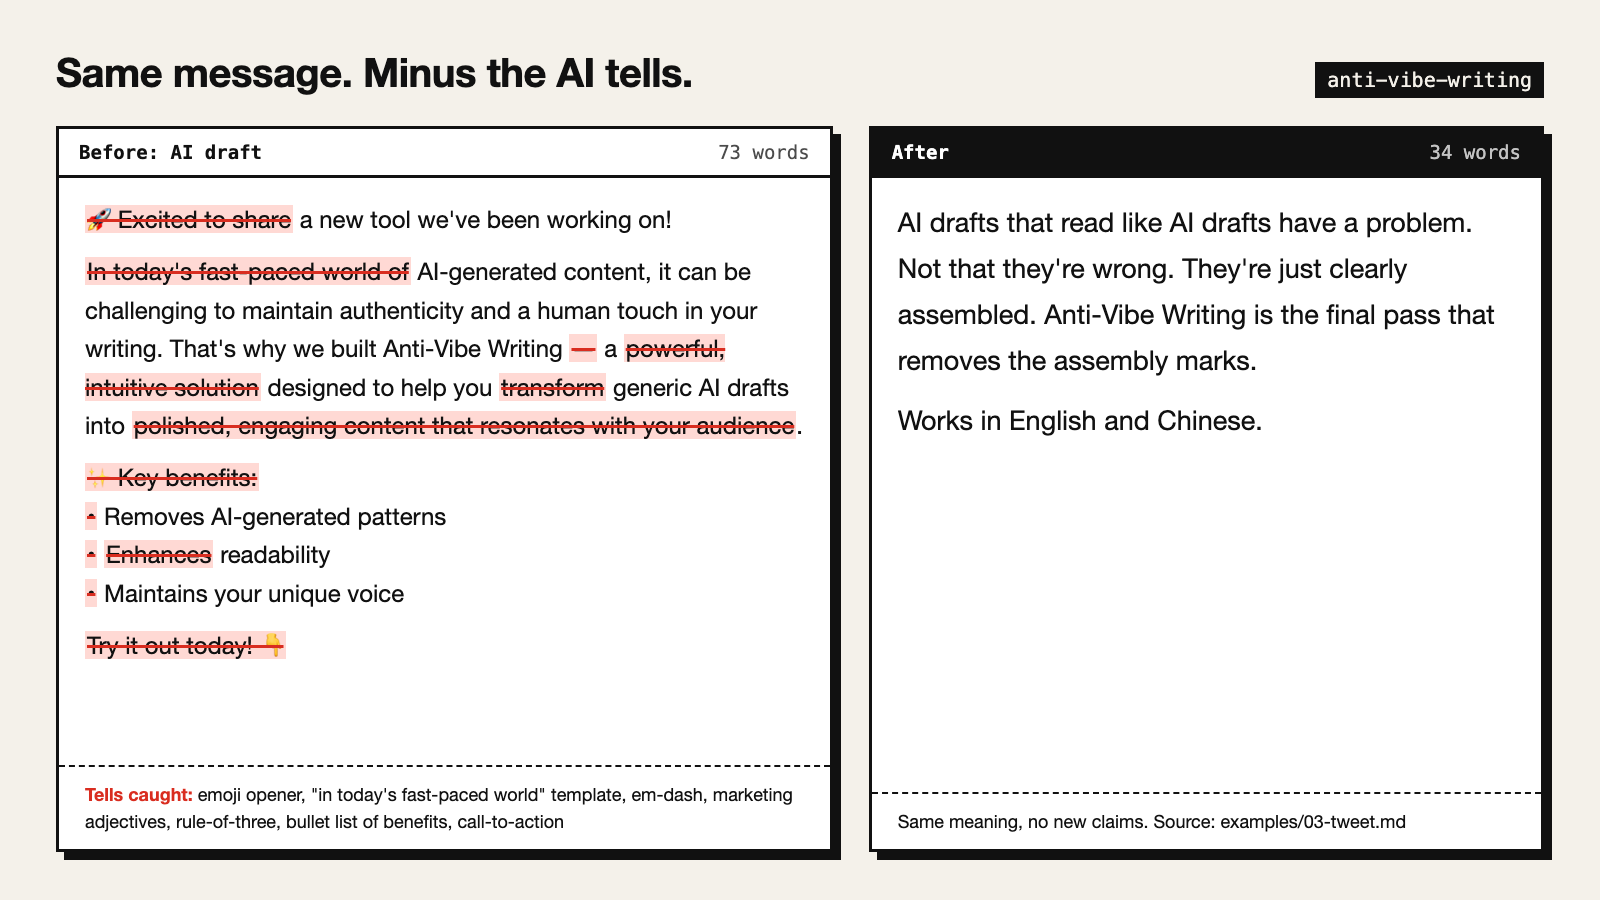 Same message. Minus the AI tells.
anti-vibe-writing
Before: AI draft
73 words
🚀 Excited to share a new tool we've been working on!
In today's fast-paced world of AI-generated content, it can be
challenging to maintain authenticity and a human touch in your
writing. That's why we built Anti-Vibe Writing — a powerful,
intuitive solution designed to help you transform generic AI drafts
into polished, engaging content that resonates with your audience.
✨ Key benefits:
• Removes AI-generated patterns
• Enhances readability
• Maintains your unique voice
Try it out today! 👇
Tells caught: emoji opener, "in today's fast-paced world" template, em-dash, marketing
adjectives, rule-of-three, bullet list of benefits, call-to-action
After
34 words
AI drafts that read like AI drafts have a problem.
Not that they're wrong. They're just clearly
assembled. Anti-Vibe Writing is the final pass that
removes the assembly marks.
Works in English and Chinese.
Same meaning, no new claims. Source: examples/03-tweet.md